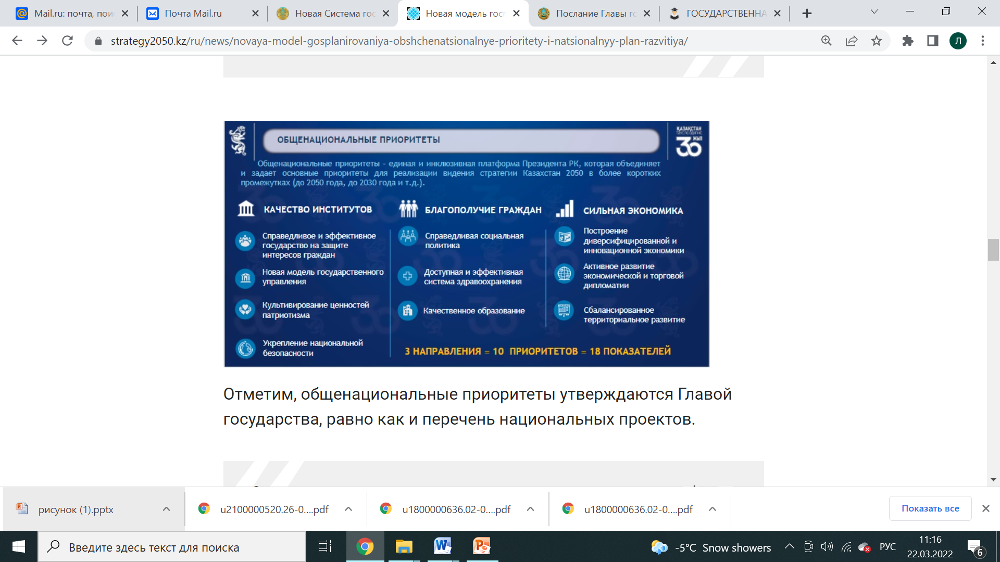 Mail.ru: почта, пои
Почта Mail.ru
Новая Система гос
Новая модель госп
Послание Главы го
ГОСУДАРСТВЕННА
strategy2050.kz/ru/news/novaya-model-gosplanirovaniya-obshchenatsionalnye-prioritety-i-natsionalnyy-plan-razvitiya/
Л
ОБЩЕНАЦИОНАЛЬНЫЕ ПРИОРИТЕТЫ
ҚАЗАҚСТАН
30
ЖЫЛ
Общенациональные приоритеты - единая и инклюзивная платформа Президента РК, которая объединяет
и задает основные приоритеты для реализации видения стратегии Казахстан 2050 в более коротких
промежутках (до 2050 года, до 2030 года и т.д.).
КАЧЕСТВО ИНСТИТУТОВ
Справедливое и эффективное
государство на защите
интересов граждан
Новая модель государственного
управления
Культивирование ценностей
патриотизма
Укрепление национальной
безопасности
БЛАГОПОЛУЧИЕ ГРАЖДАН
Справедливая социальная
политика
Доступная и эффективная
система здравоохранения
Качественное образование
СИЛЬНАЯ ЭКОНОМИКА
Построение
диверсифицированной и
инновационной экономики
Активное развитие
экономической и торговой
дипломатии
Сбалансированное
территориальное развитие
3 НАПРАВЛЕНИЯ = 10 ПРИОРИТЕТОВ = 18 ПОКАЗАТЕЛЕЙ
Отметим, общенациональные приоритеты утверждаются Главой
государства, равно как и перечень национальных проектов.
рисунок (1).pptx
u2100000520.26-0....pdf
u1800000636.02-0....pdf
u1800000636.02-0....pdf
Показать все
Введите здесь текст для поиска
-5°C Snow showers
РУС
11:16
22.03.2022
6